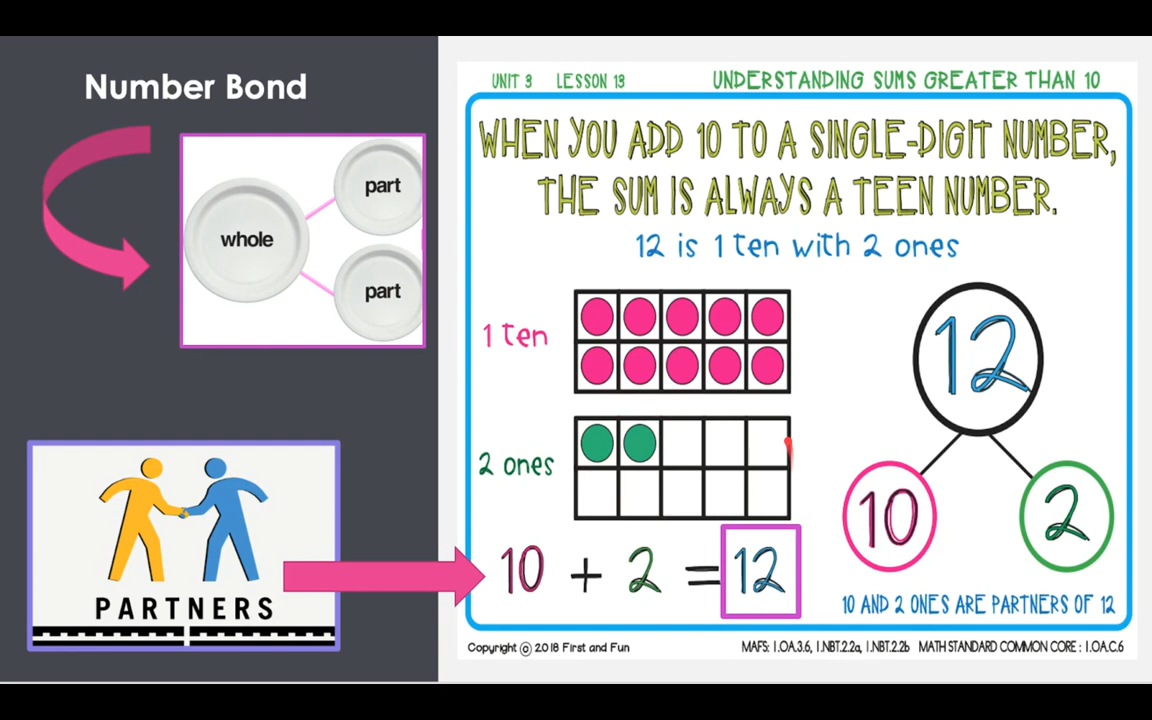 Number Bond
whole
part
part
PARTNERS
UNIT 3 LESSON 13 UNDERSTANDING SUMS GREATER THAN 10
WHEN YOU ADD 10 TO A SINGLE-DIGIT NUMBER,
THE SUM IS ALWAYS A TEEN NUMBER.
12 is 1 ten with 2 ones
1 ten
2 ones
10 + 2 = 12
12
10
2
10 AND 2 ONES ARE PARTNERS OF 12
Copyright © 2018 First and Fun MAFS: 1.OA.3.6, 1.NBT.2.2a, 1.NBT.2.2b MATH STANDARD COMMON CORE : 1.OA.C.6